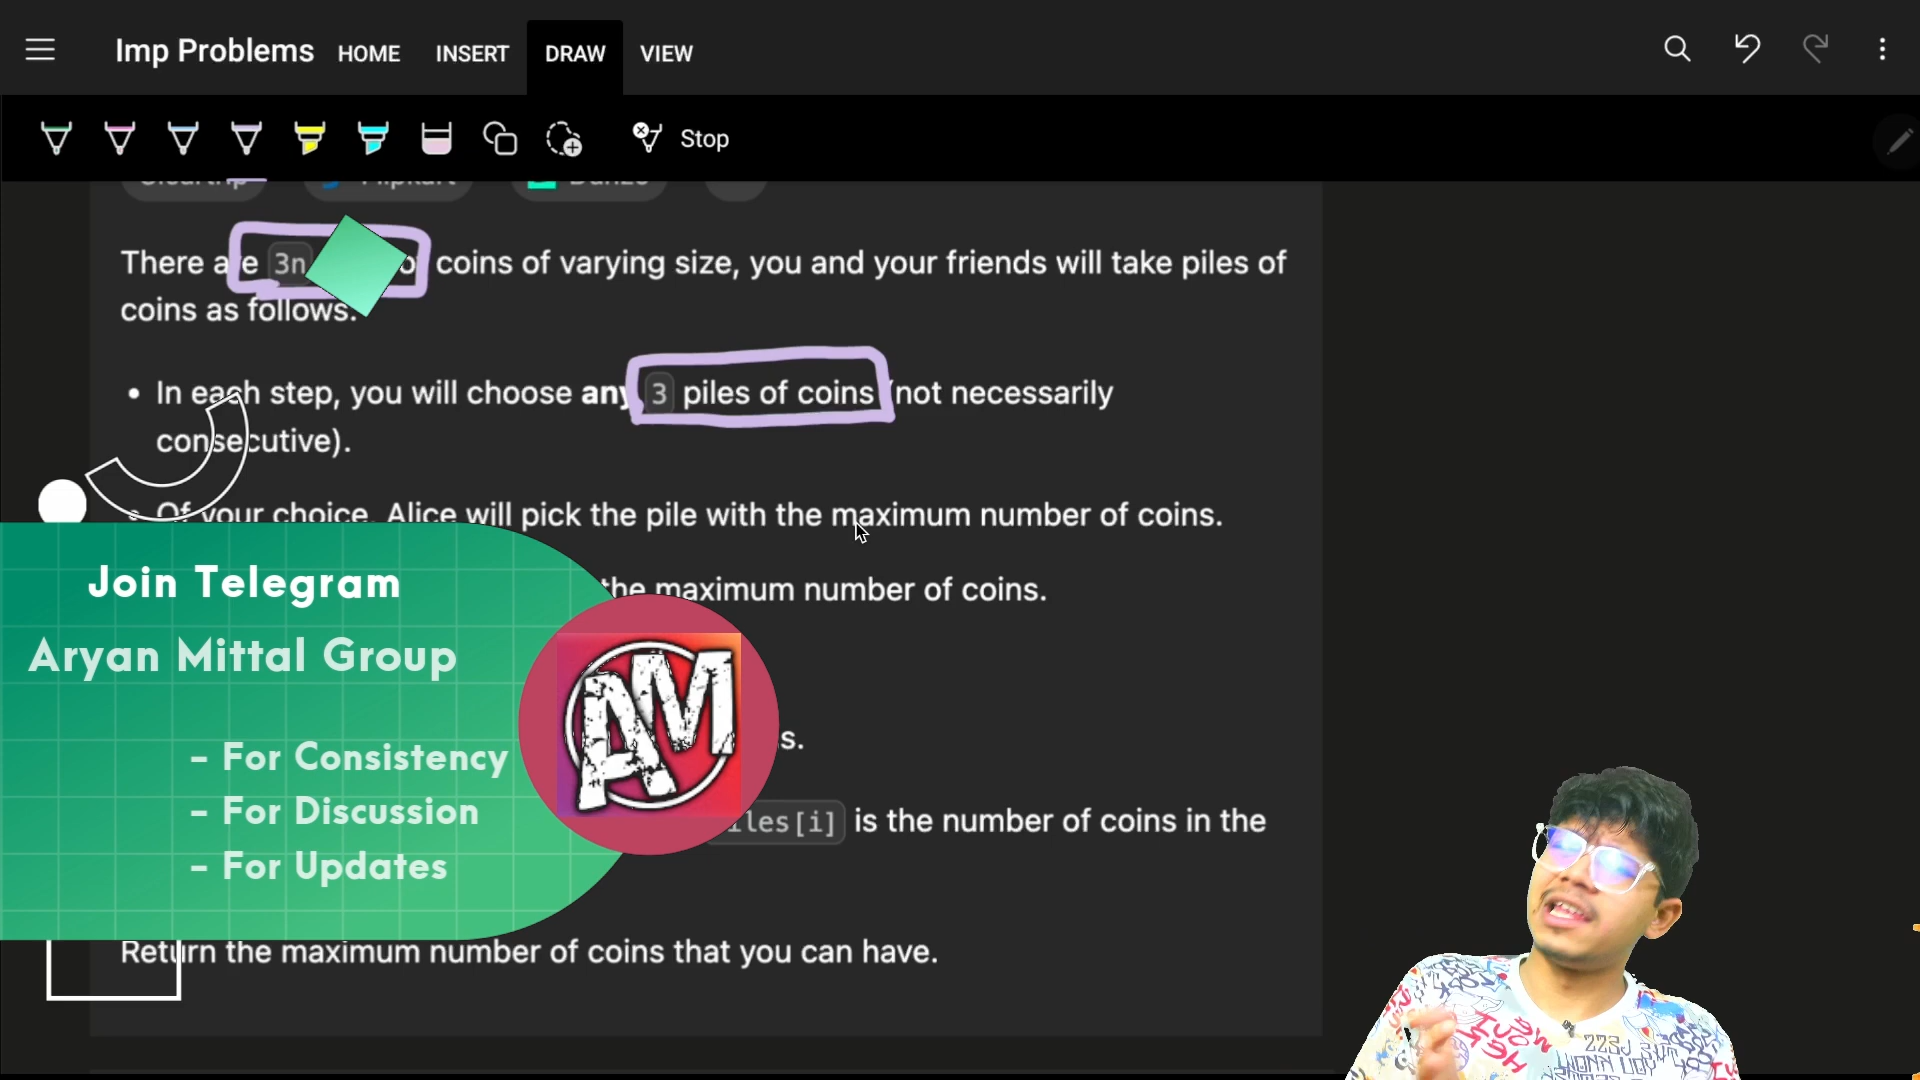 Imp Problems HOME INSERT DRAW VIEW
Stop
There are 3n coins of varying size, you and your friends will take piles of
coins as follows:
• In each step, you will choose any 3 piles of coins (not necessarily
consecutive).
Of your choice, Alice will pick the pile with the maximum number of coins.
the maximum number of coins.
Join Telegram
Aryan Mittal Group
- For Consistency
- For Discussion
- For Updates
AM
s.
iles[i] is the number of coins in the
Return the maximum number of coins that you can have.